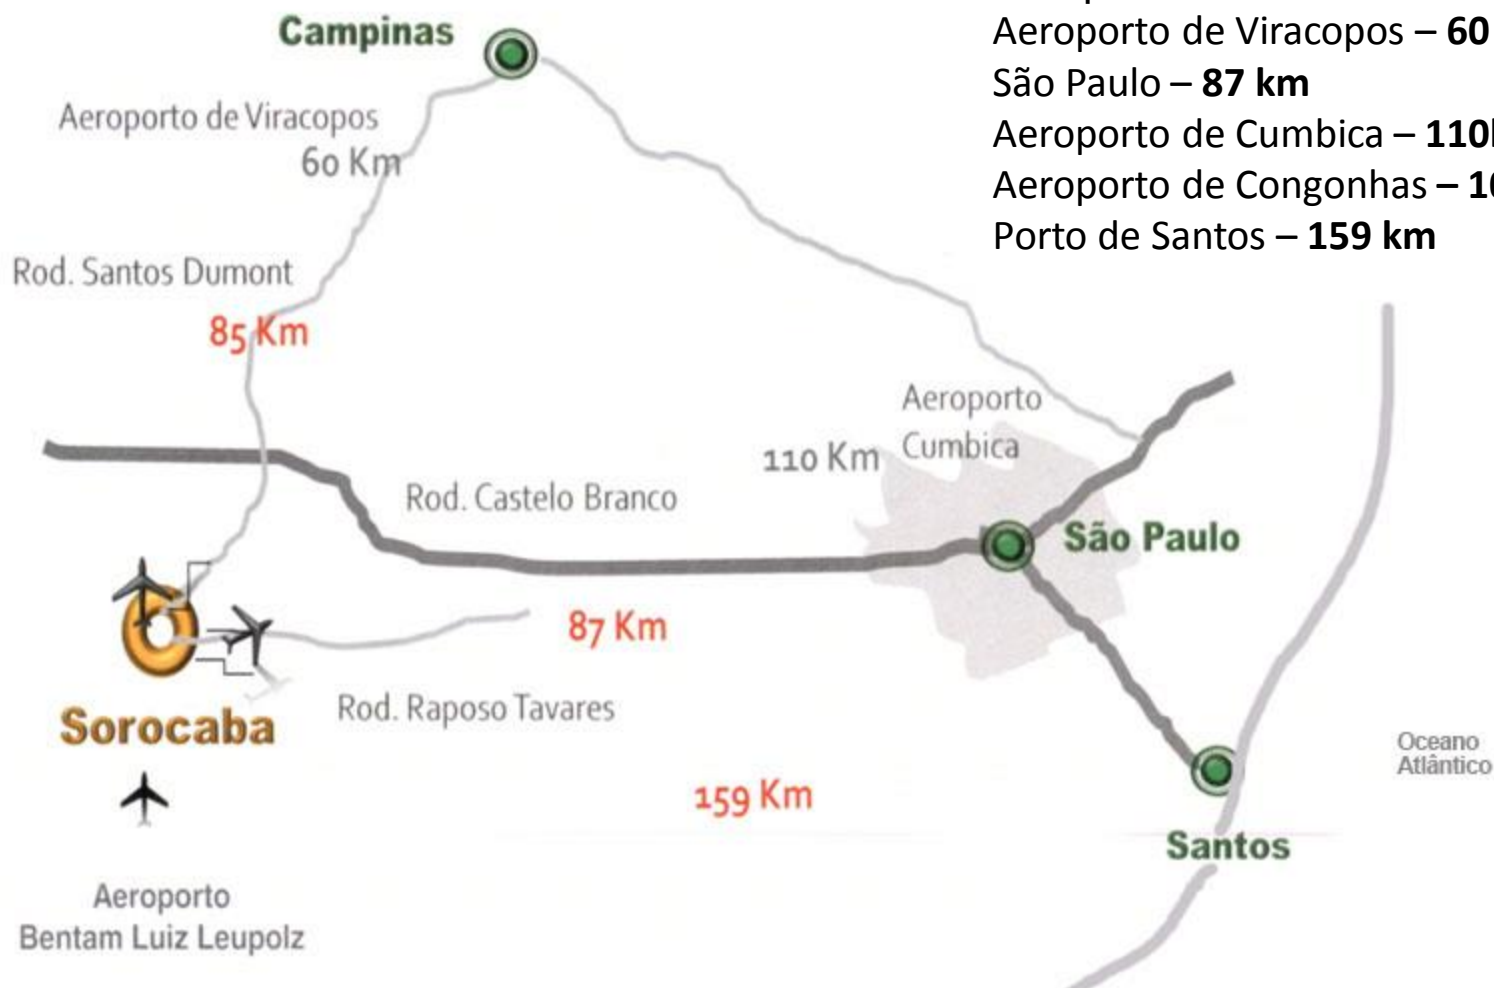 Aeroporto de Viracopos – 60
São Paulo – 87 km
Aeroporto de Cumbica – 110
Aeroporto de Congonhas – 10
Porto de Santos – 159 km
Campinas
Aeroporto de Viracopos
60 Km
Rod. Santos Dumont
85 Km
Aeroporto
Cumbica
110 Km
Rod. Castelo Branco
São Paulo
87 Km
Rod. Raposo Tavares
Sorocaba
159 Km
Oceano
Atlântico
Santos
Aeroporto
Bentam Luiz Leupolz